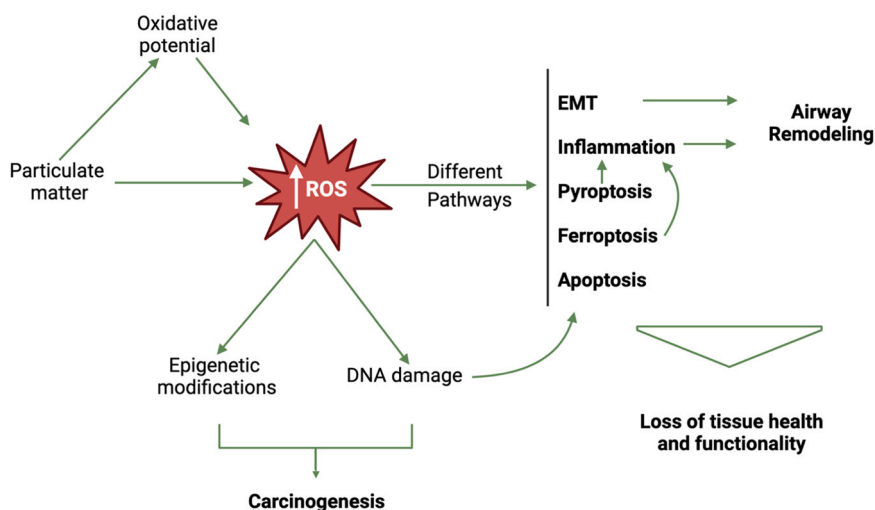 Oxidative
potential
Particulate
matter
ROS
Different
Pathways
EMT
Inflammation
Pyroptosis
Ferroptosis
Apoptosis
Airway
Remodeling
Epigenetic
modifications
DNA damage
Carcinogenesis
Loss of tissue health
and functionality